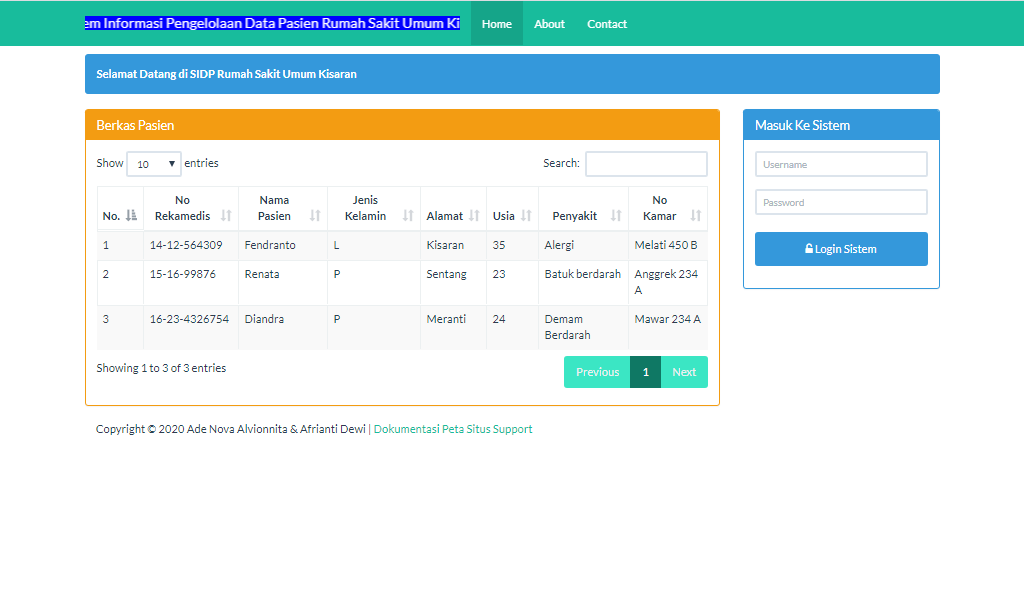 em Informasi Pengelolaan Data Pasien Rumah Sakit Umum Ki
Home About Contact
Selamat Datang di SIDP Rumah Sakit Umum Kisaran
Berkas Pasien
Show 10 entries Search:
No. No Rekamedis Nama Pasien Jenis Kelamin Alamat Usia Penyakit No Kamar
1 14-12-564309 Fendranto L Kisaran 35 Alergi Melati 450 B
2 15-16-99876 Renata P Sentang 23 Batuk berdarah Anggrek 234 A
3 16-23-4326754 Diandra P Meranti 24 Demam Berdarah Mawar 234 A
Showing 1 to 3 of 3 entries
Previous 1 Next
Masuk Ke Sistem
Username
Password
Login Sistem
Copyright © 2020 Ade Nova Alvionnita & Afrianti Dewi | Dokumentasi Peta Situs Support